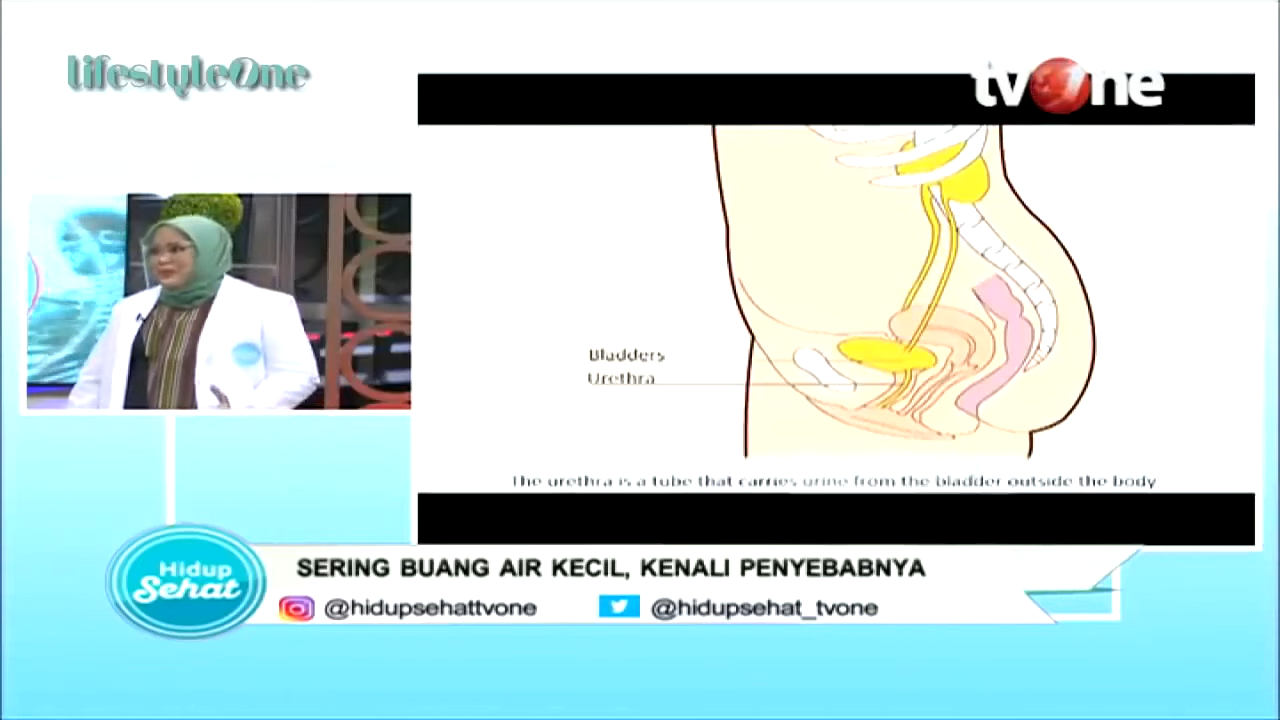 lifestyleOne
tvOne
Bladders
Urethra
The urethra is a tube that carries urine from the bladder outside the body
Hidup
Sehat
SERING BUANG AIR KECIL, KENALI PENYEBABNYA
@hidupsehattvone
@hidupsehat_tvone